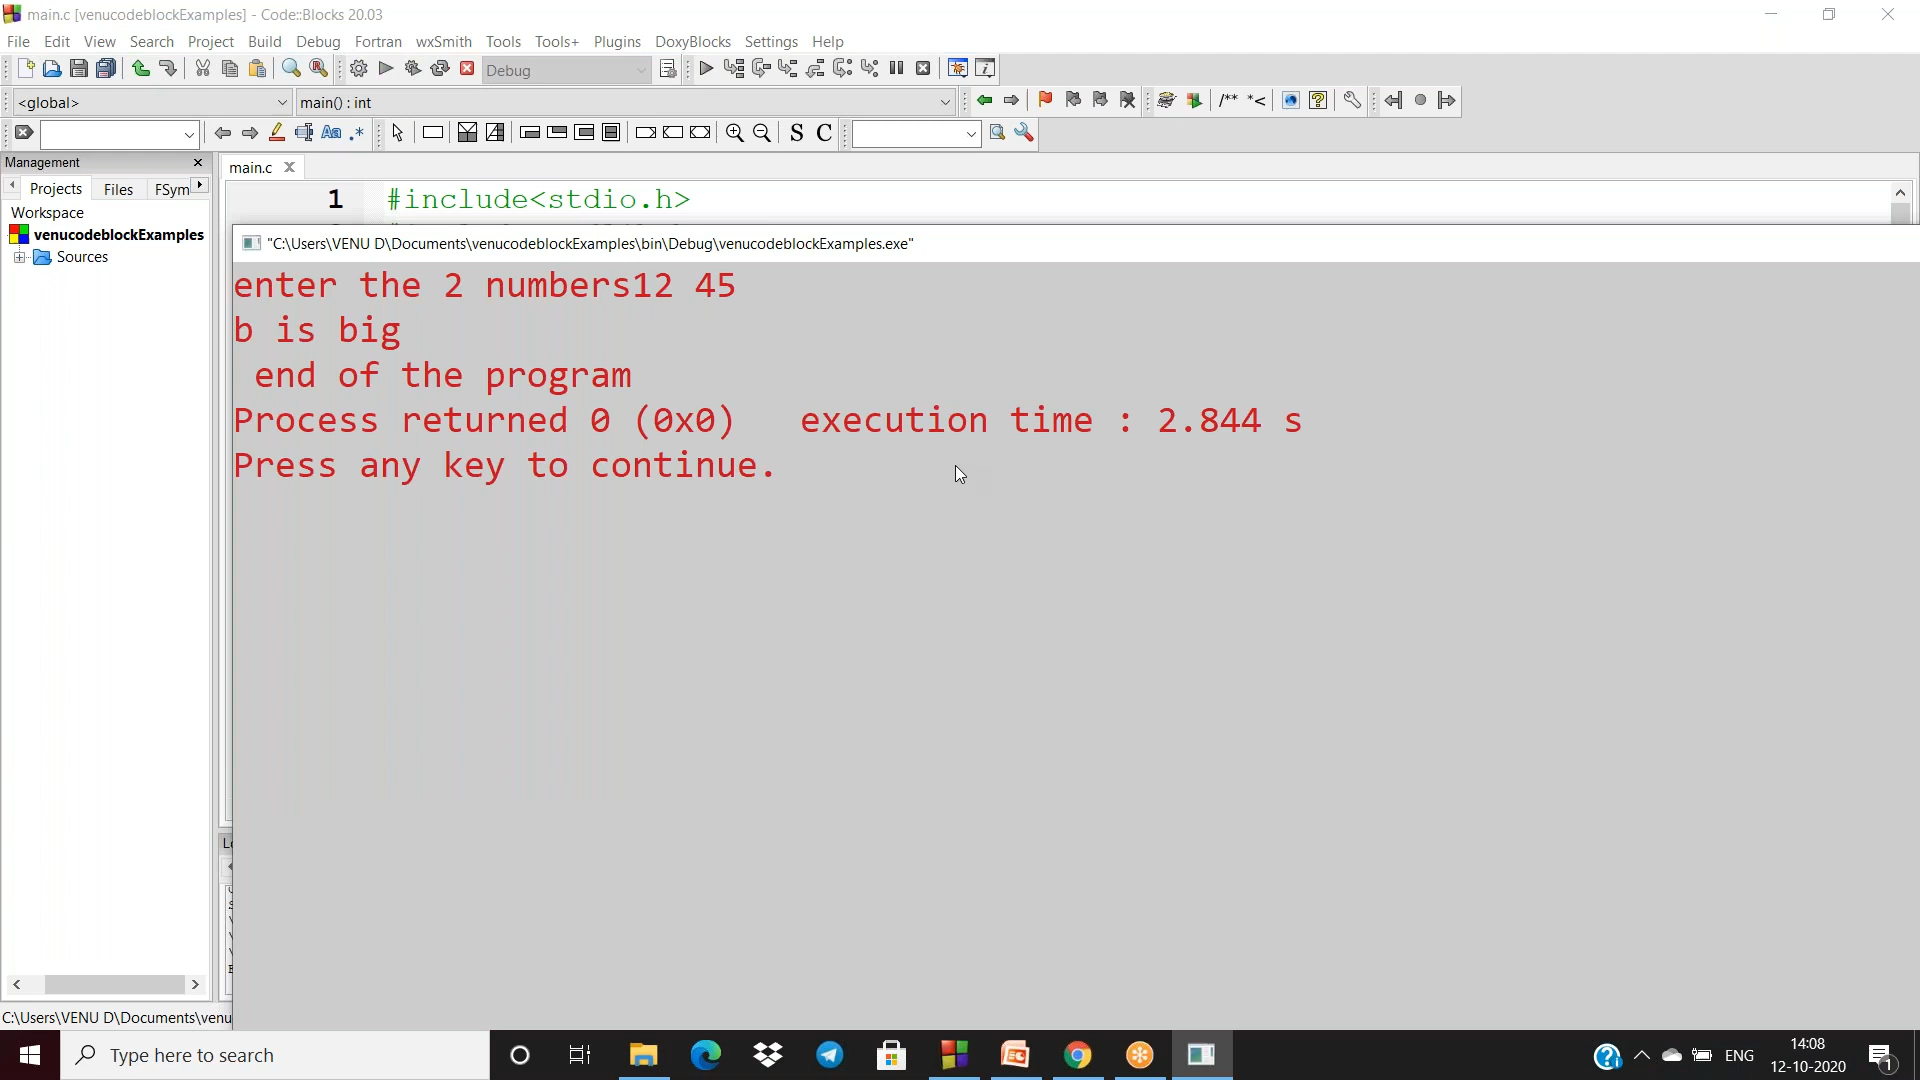 main.c [venucodeblockExamples] - Code::Blocks 20.03
File Edit View Search Project Build Debug Fortran wxSmith Tools Tools+ Plugins DoxyBlocks Settings Help
Debug
<global> main() : int /** *<
Aa .* S C
Management
main.c
Projects Files FSym
1 #include<stdio.h>
Workspace
venucodeblockExamples
Sources
"C:\Users\VENU D\Documents\venucodeblockExamples\bin\Debug\venucodeblockExamples.exe"
enter the 2 numbers12 45
b is big
end of the program
Process returned 0 (0x0) execution time : 2.844 s
Press any key to continue.
C:\Users\VENU D\Documents\venu
Type here to search
ENG
14:08
12-10-2020
1